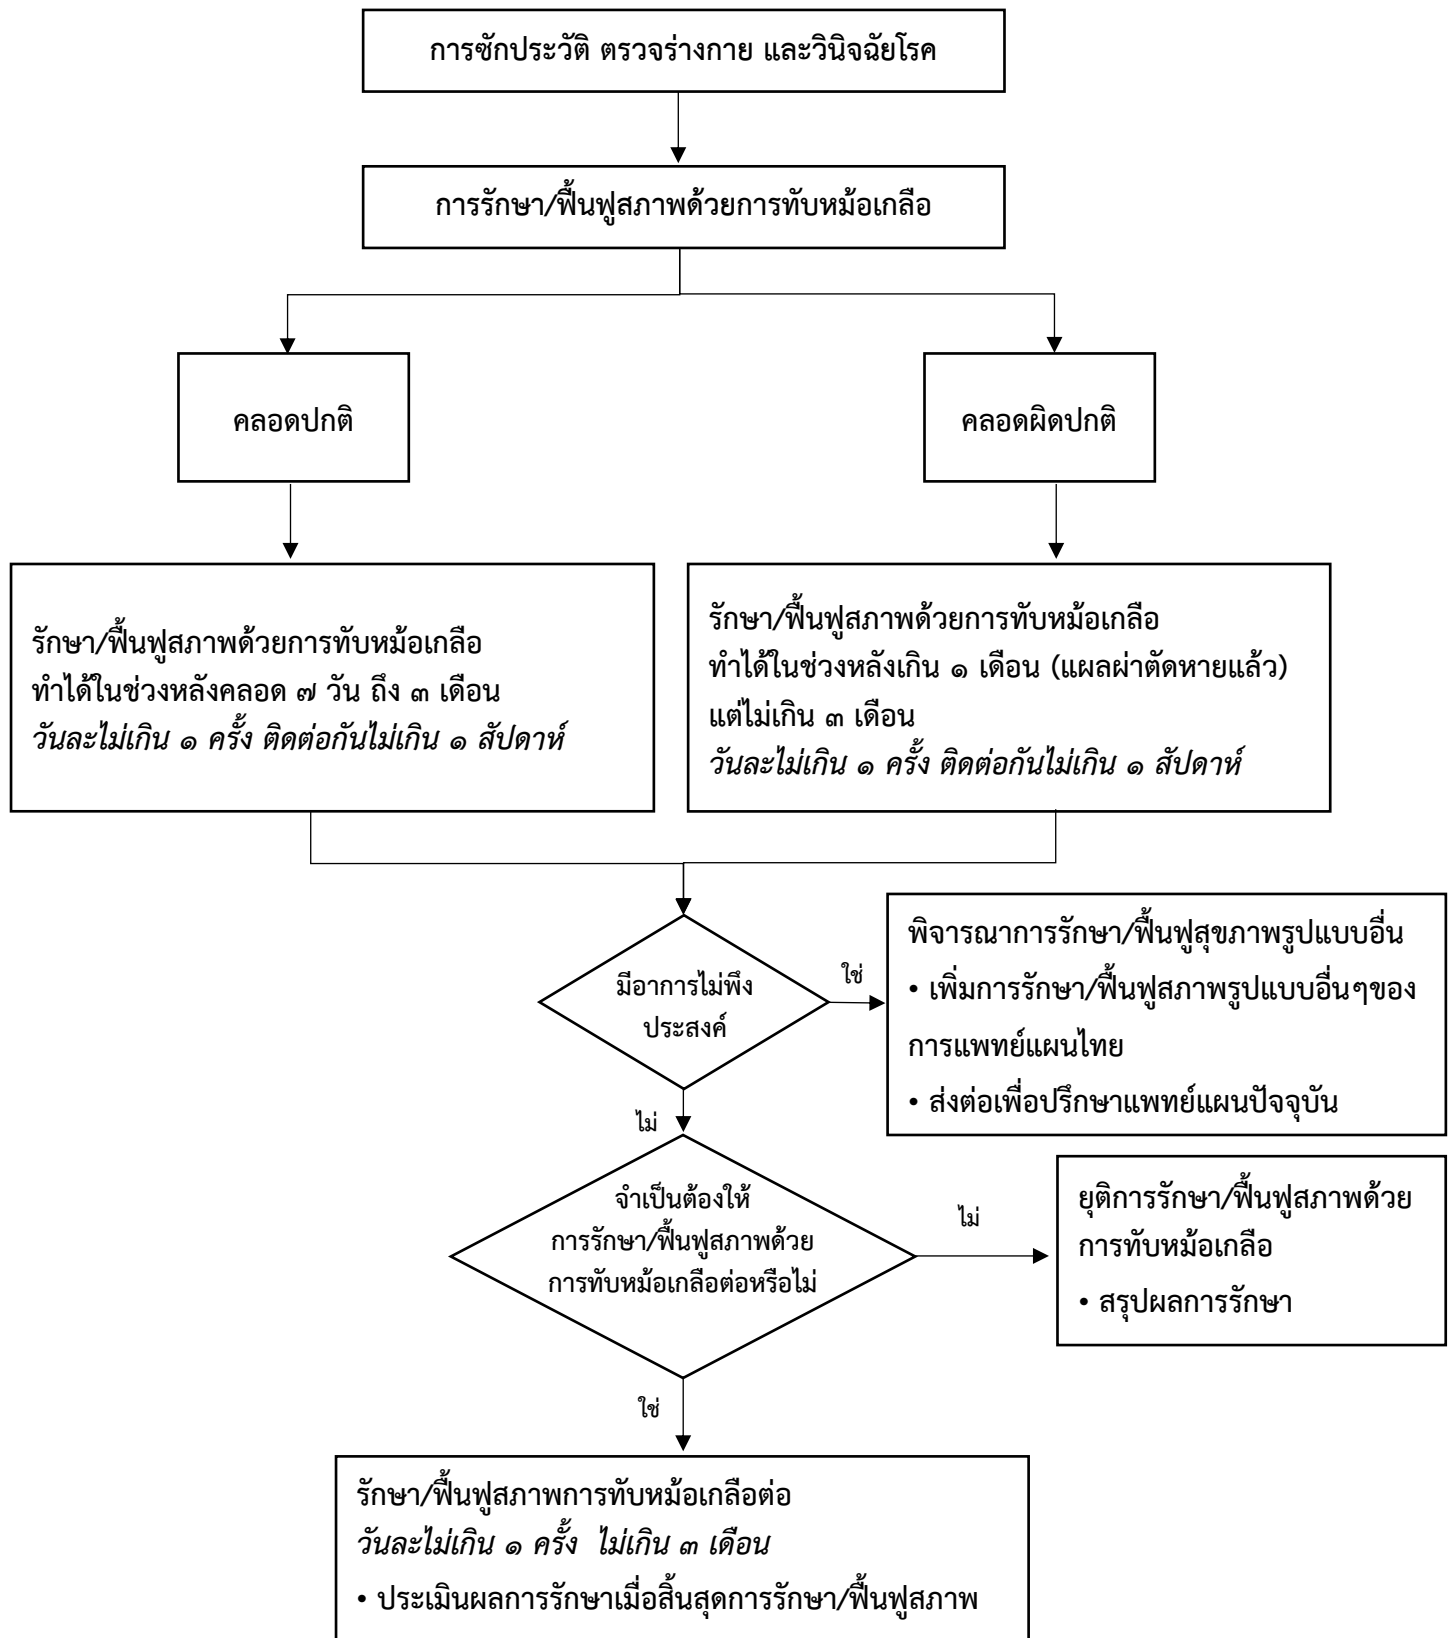 การซักประวัติ ตรวจร่างกาย และวินิจฉัยโรค
การรักษา/ฟื้นฟูสภาพด้วยการทับหม้อเกลือ
คลอดปกติ
คลอดผิดปกติ
รักษา/ฟื้นฟูสภาพด้วยการทับหม้อเกลือ
ทำได้ในช่วงหลังคลอด ๗ วัน ถึง ๓ เดือน
วันละไม่เกิน ๑ ครั้ง ติดต่อกันไม่เกิน ๑ สัปดาห์
รักษา/ฟื้นฟูสภาพด้วยการทับหม้อเกลือ
ทำได้ในช่วงหลังเกิน ๑ เดือน (แผลผ่าตัดหายแล้ว)
แต่ไม่เกิน ๓ เดือน
วันละไม่เกิน ๑ ครั้ง ติดต่อกันไม่เกิน ๑ สัปดาห์
มีอาการไม่พึง
ประสงค์
ใช่
พิจารณาการรักษา/ฟื้นฟูสุขภาพรูปแบบอื่น
• เพิ่มการรักษา/ฟื้นฟูสภาพรูปแบบอื่นๆของ
การแพทย์แผนไทย
• ส่งต่อเพื่อปรึกษาแพทย์แผนปัจจุบัน
ไม่
จำเป็นต้องให้
การรักษา/ฟื้นฟูสภาพด้วย
การทับหม้อเกลือต่อหรือไม่
ไม่
ยุติการรักษา/ฟื้นฟูสภาพด้วย
การทับหม้อเกลือ
• สรุปผลการรักษา
ใช่
รักษา/ฟื้นฟูสภาพการทับหม้อเกลือต่อ
วันละไม่เกิน ๑ ครั้ง ไม่เกิน ๓ เดือน
• ประเมินผลการรักษาเมื่อสิ้นสุดการรักษา/ฟื้นฟูสภาพ